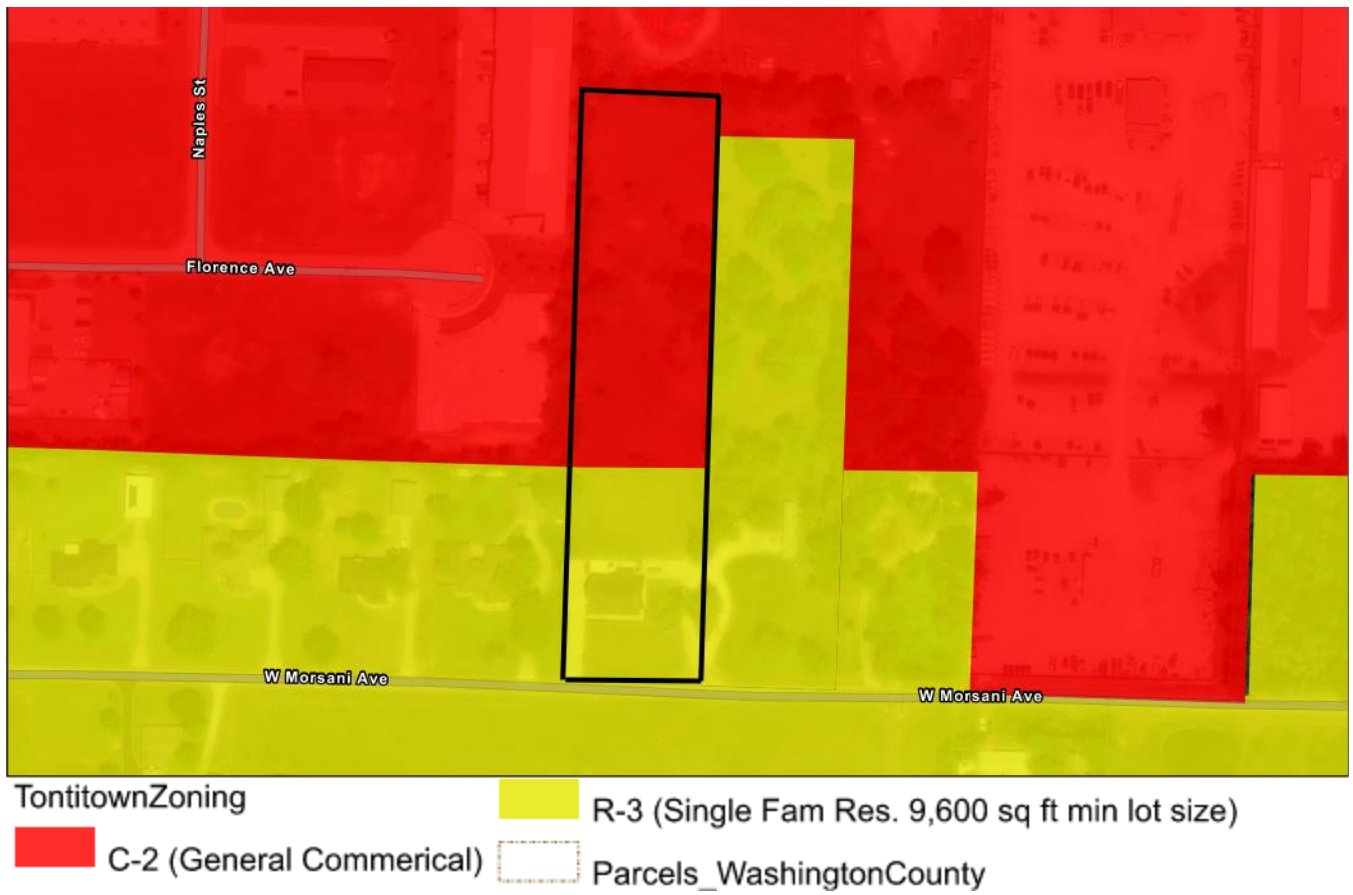 Naples St
Florence Ave
W Morsani Ave
W Morsani Ave
TontitownZoning
R-3 (Single Fam Res. 9,600 sq ft min lot size)
C-2 (General Commerical)
Parcels_WashingtonCounty